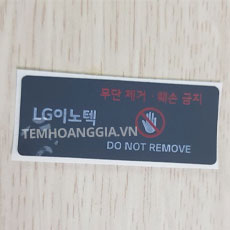 무단 제거 · 훼손 금지
LG이노텍
TEMHOANGGIA.VN
DO NOT REMOVE